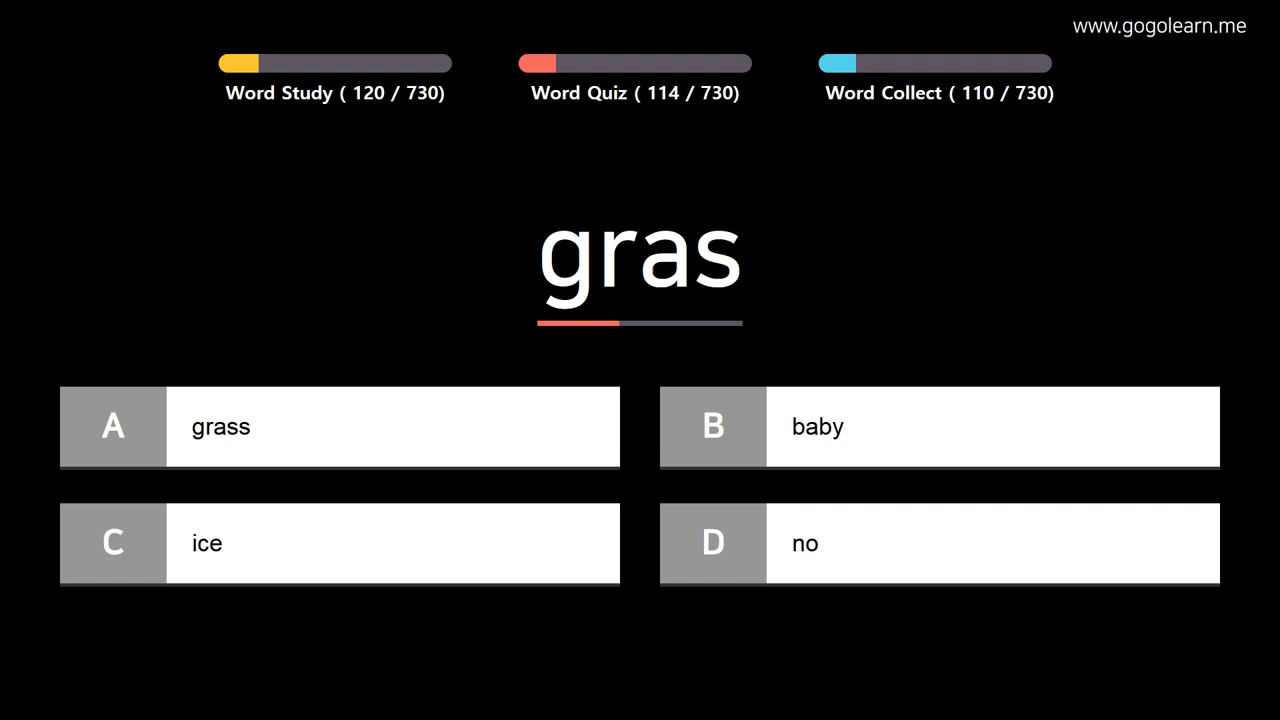 www.gogolearn.me
Word Study ( 120 / 730)
Word Quiz ( 114 / 730)
Word Collect ( 110 / 730)
gras
A grass
B baby
C ice
D no